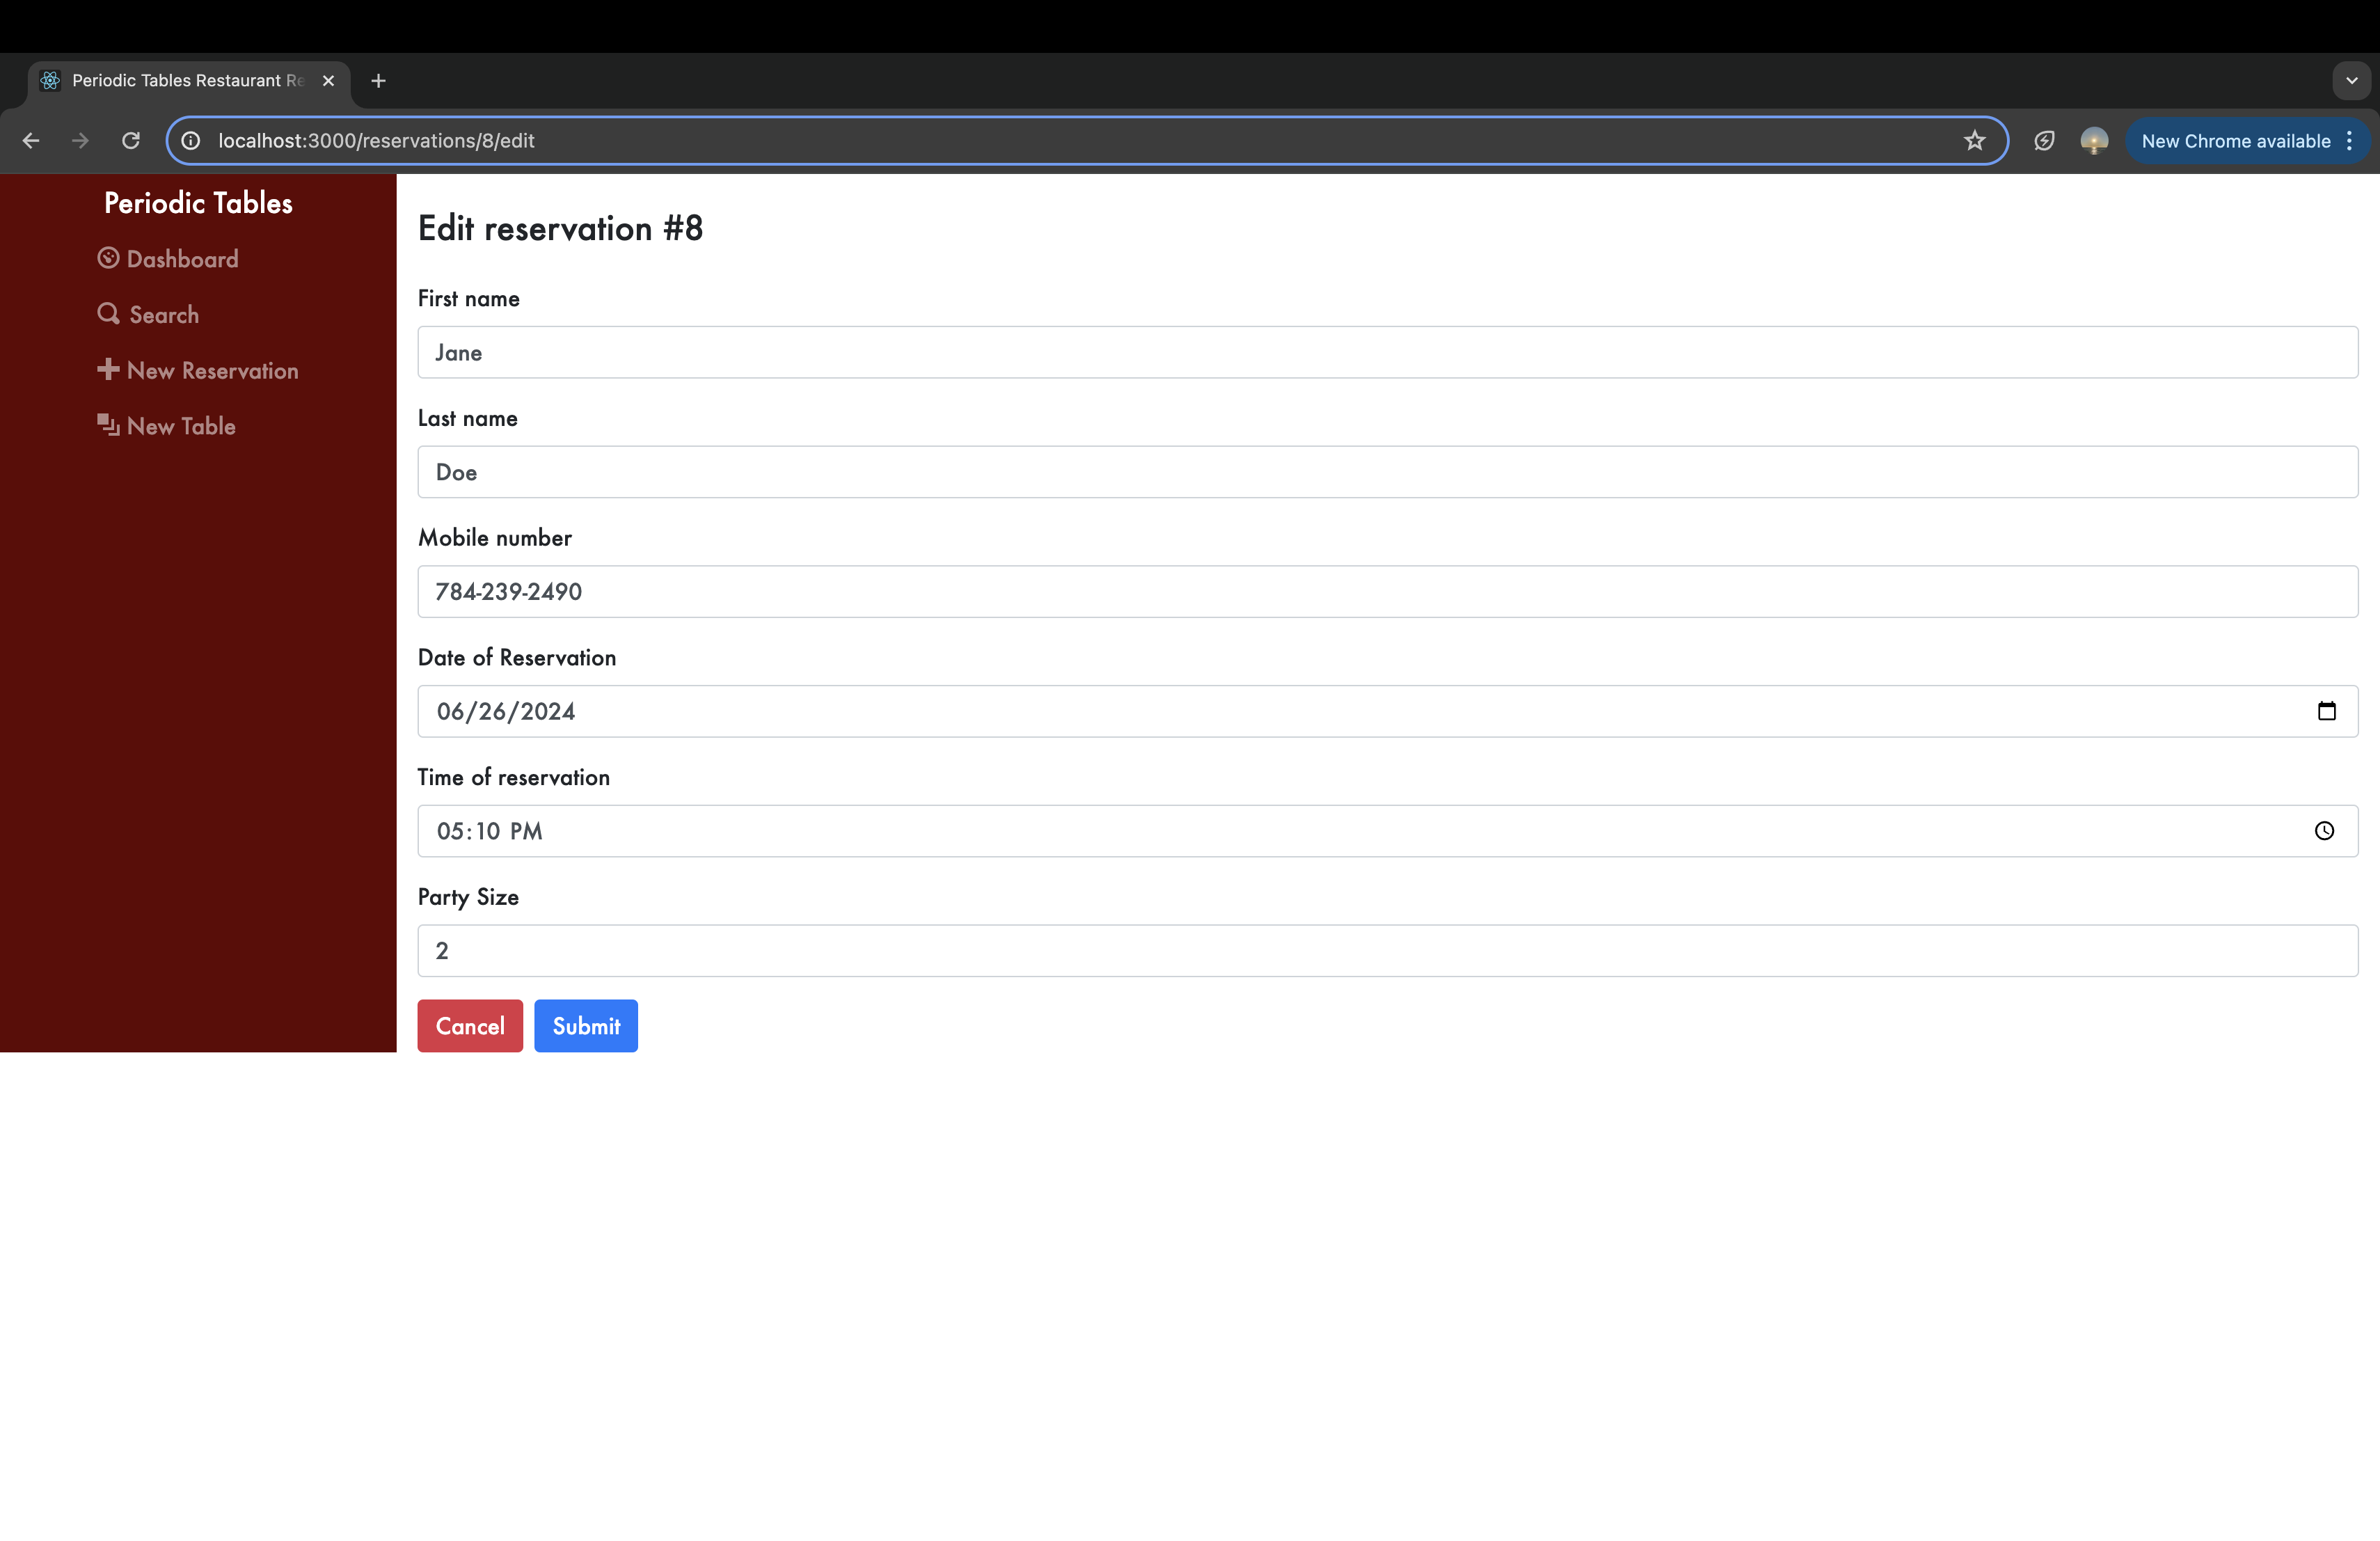 Periodic Tables Restaurant Re
localhost:3000/reservations/8/edit
New Chrome available
Periodic Tables
Dashboard
Search
New Reservation
New Table
Edit reservation #8
First name
Jane
Last name
Doe
Mobile number
784-239-2490
Date of Reservation
06/26/2024
Time of reservation
05:10 PM
Party Size
2
Cancel
Submit